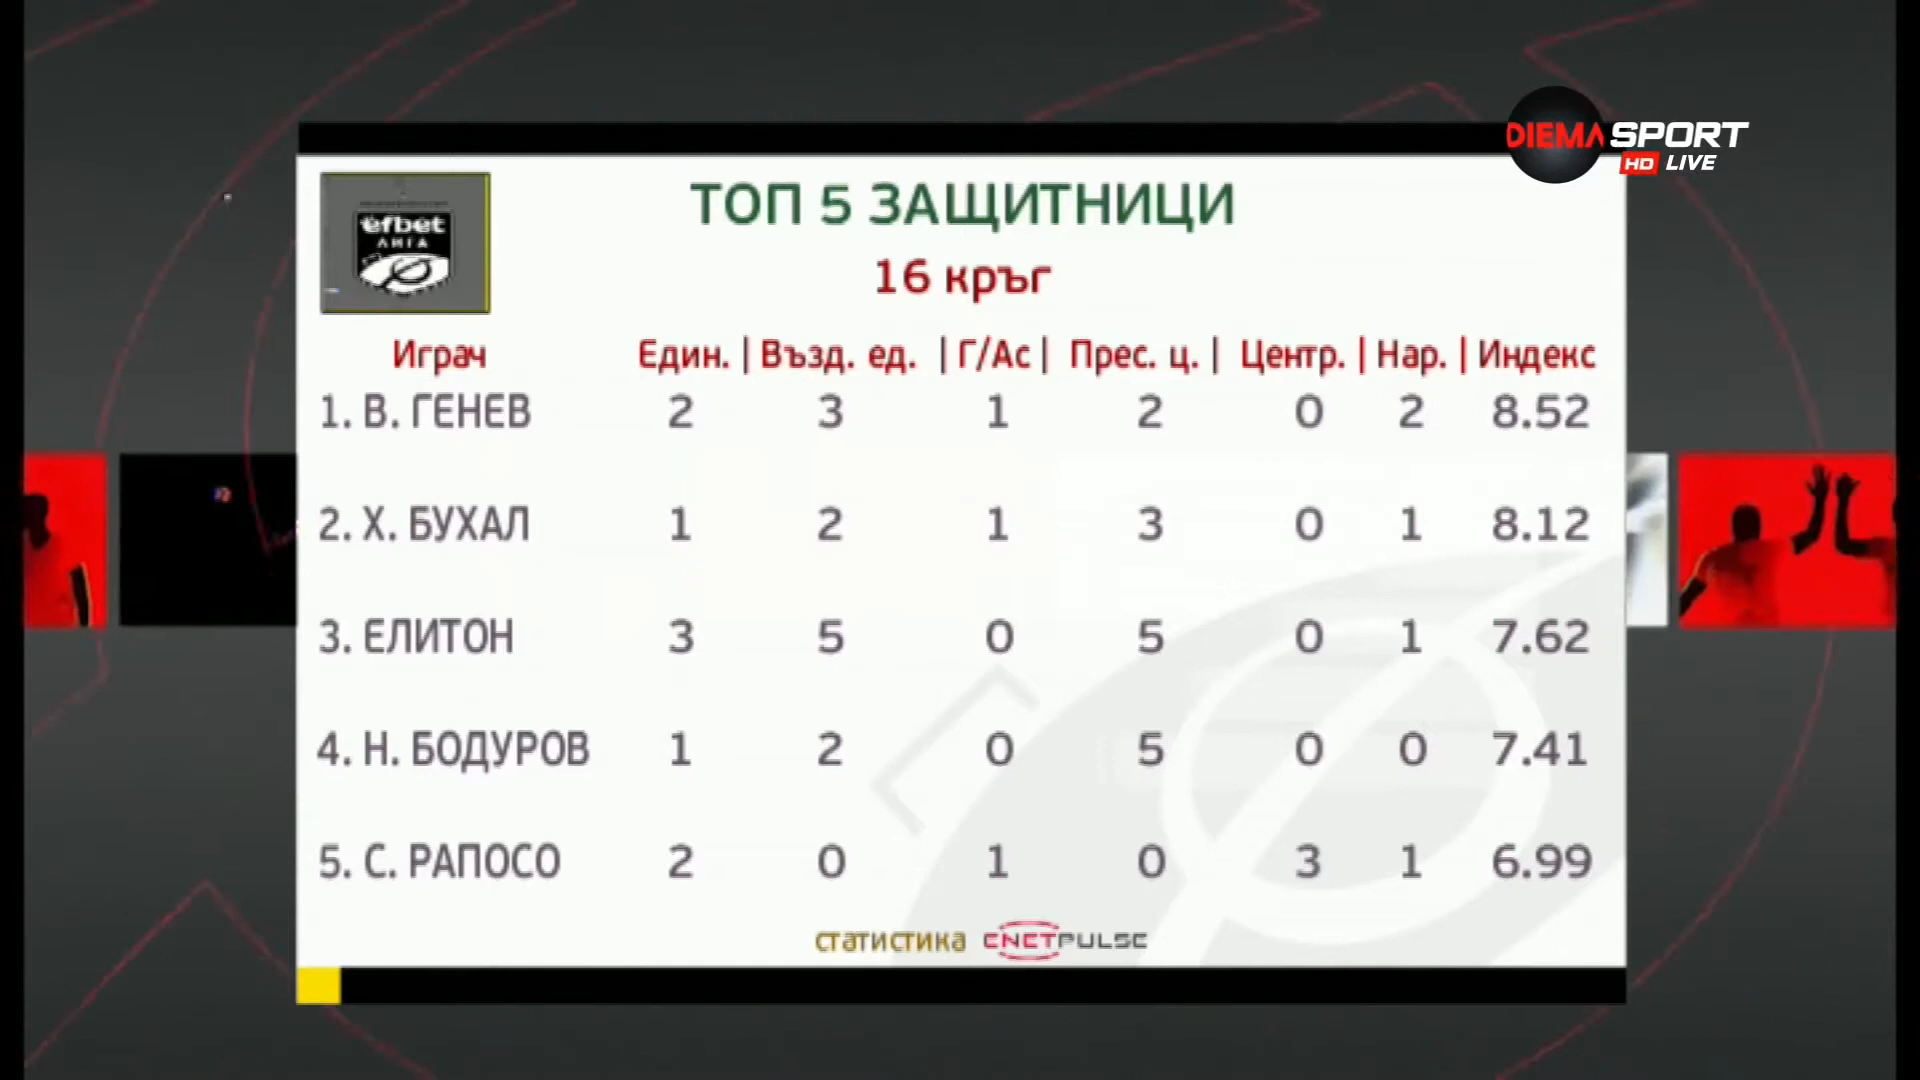 DIEMA SPORT
HD LIVE
efbet
ЛИГА
ТОП 5 ЗАЩИТНИЦИ
16 кръг
Играч Един. | Възд. ед. | Г/Ас | Прес. ц. | Центр. | Нар. | Индекс
1. В. ГЕНЕВ 2 3 1 2 0 2 8.52
2. Х. БУХАЛ 1 2 1 3 0 1 8.12
3. ЕЛИТОН 3 5 0 5 0 1 7.62
4. Н. БОДУРОВ 1 2 0 5 0 0 7.41
5. С. РАПОСО 2 0 1 0 3 1 6.99
статистика ENETPULSE